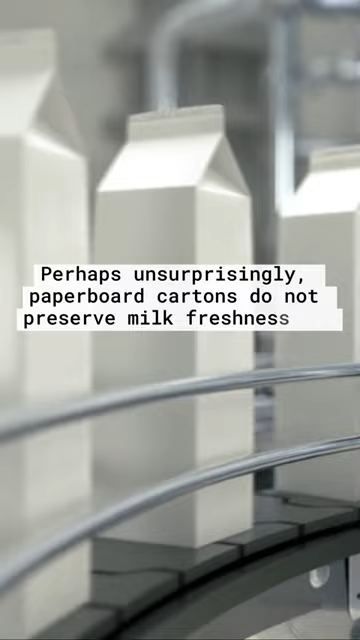 Perhaps unsurprisingly,
paperboard cartons do not
preserve milk freshness